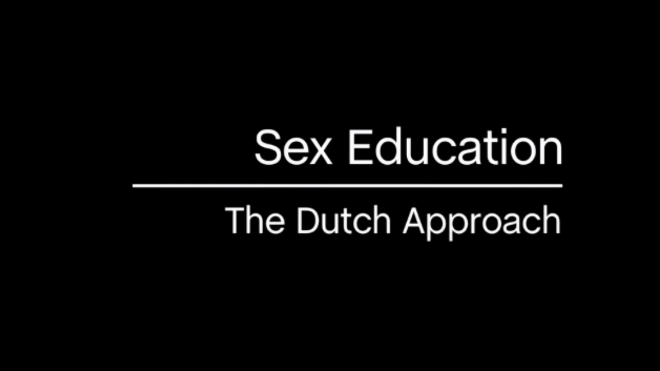 Sex Education
The Dutch Approach